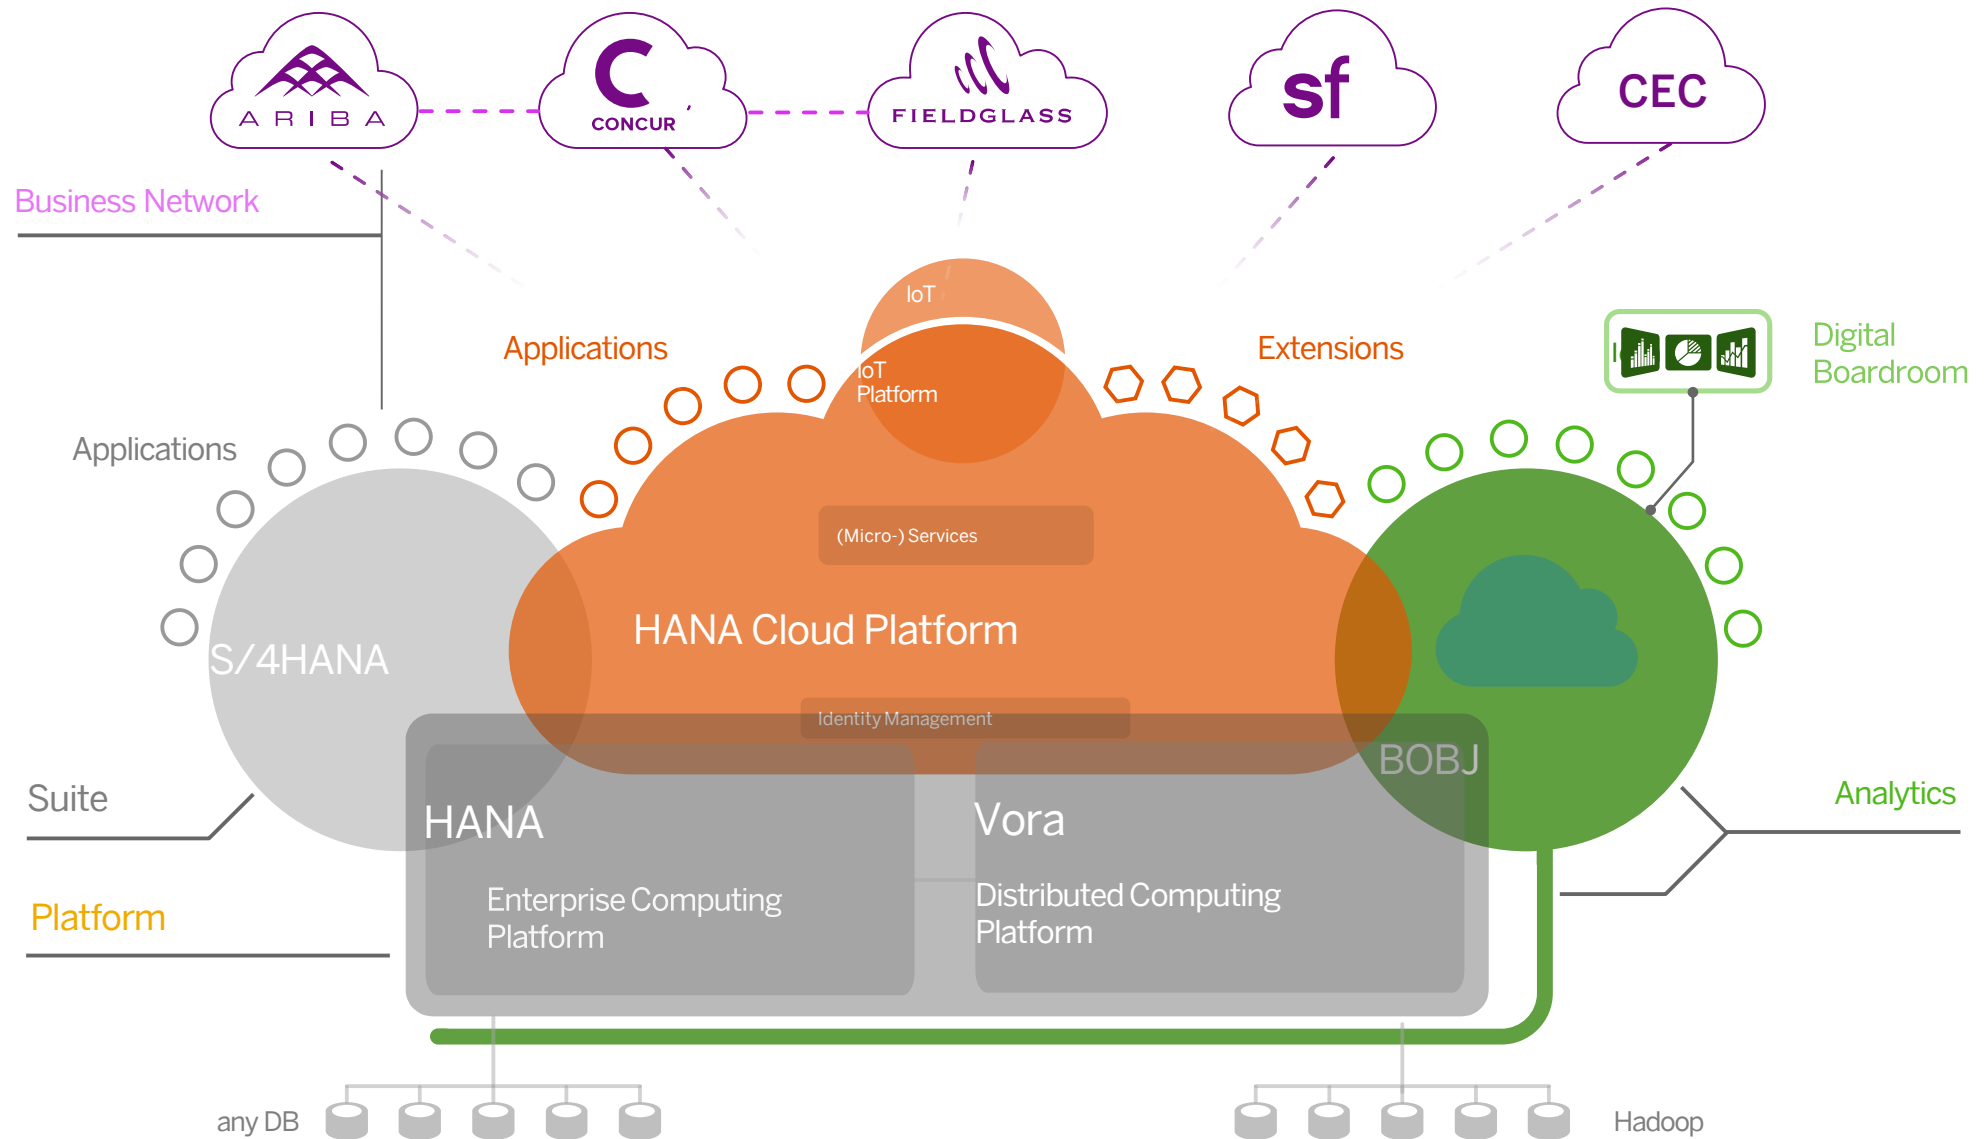 ARIBA
CONCUR
FIELDGLASS
sf
CEC
Business Network
IoT
Applications
Extensions
Digital
Boardroom
IoT
Platform
Applications
(Micro-) Services
HANA Cloud Platform
S/4HANA
Identity Management
BOBJ
Suite
HANA
Vora
Analytics
Enterprise Computing
Platform
Distributed Computing
Platform
Platform
any DB
Hadoop